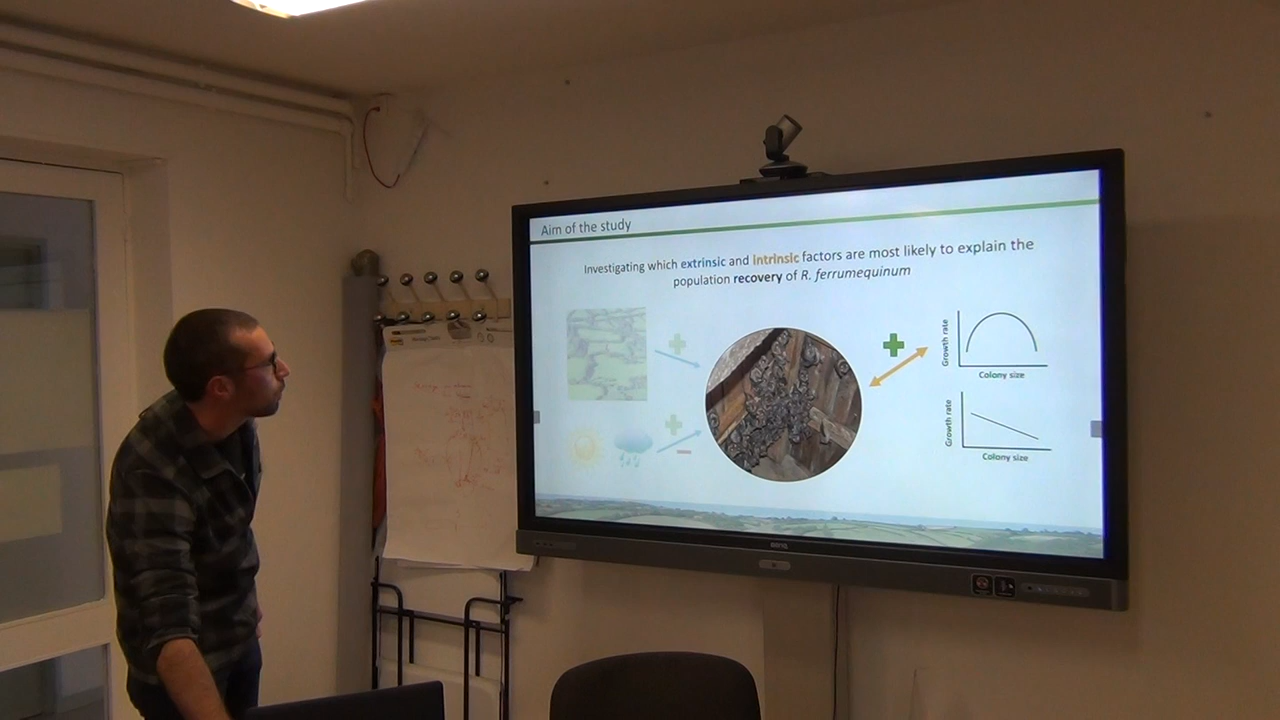 Aim of the study
Investigating which extrinsic and intrinsic factors are most likely to explain the
population recovery of R. ferrumequinum
Growth rate
Colony size
Growth rate
Colony size
BenQ